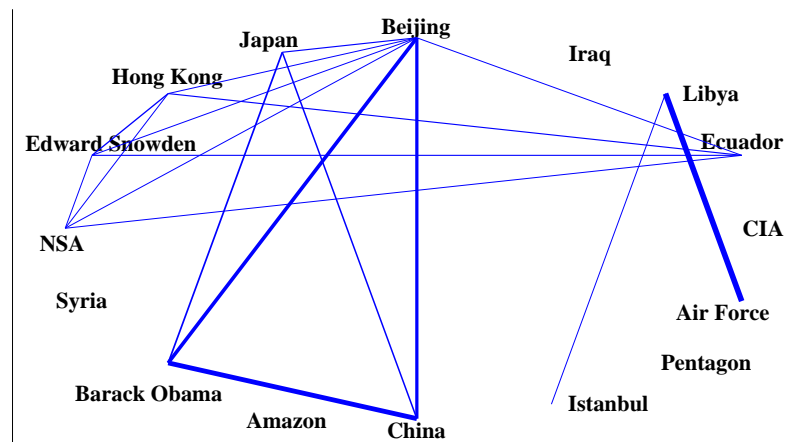 Beijing
Japan
Iraq
Hong Kong
Libya
Edward Snowden
Ecuador
NSA
CIA
Syria
Air Force
Pentagon
Barack Obama
Istanbul
Amazon
China